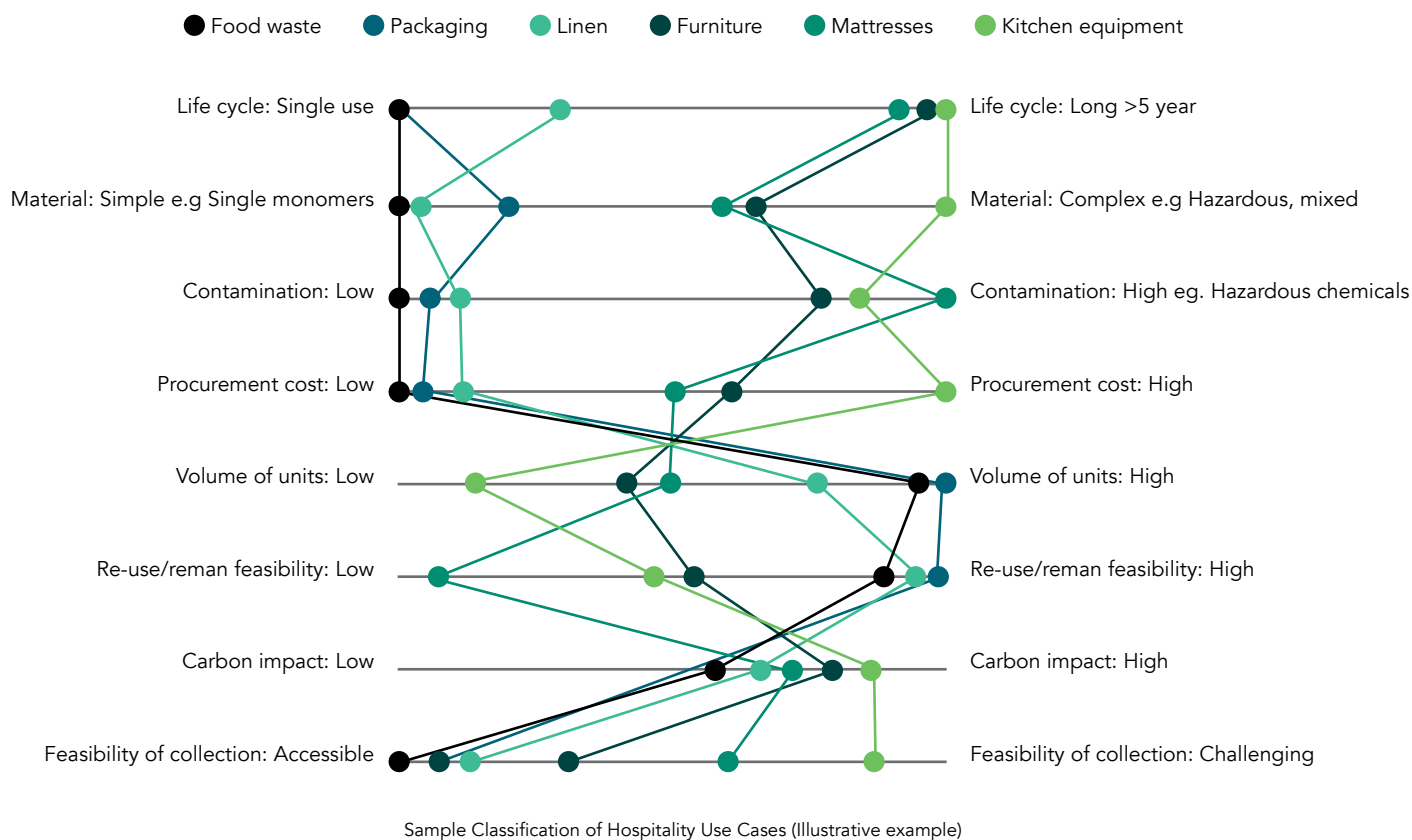 Food waste Packaging Linen Furniture Mattresses Kitchen equipment
Life cycle: Single use Life cycle: Long >5 year
Material: Simple e.g Single monomers Material: Complex e.g Hazardous, mixed
Contamination: Low Contamination: High eg. Hazardous chemicals
Procurement cost: Low Procurement cost: High
Volume of units: Low Volume of units: High
Re-use/reman feasibility: Low Re-use/reman feasibility: High
Carbon impact: Low Carbon impact: High
Feasibility of collection: Accessible Feasibility of collection: Challenging
Sample Classification of Hospitality Use Cases (Illustrative example)